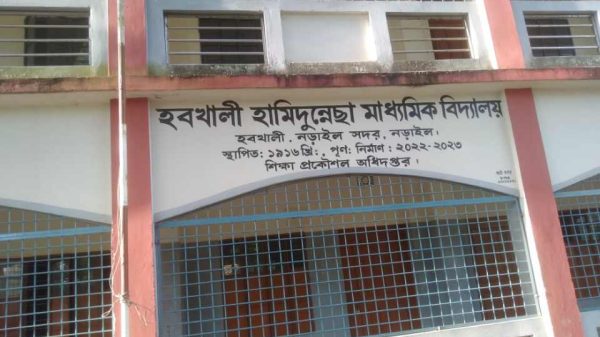 হবখালী হামিদুন্নেছা মাধ্যমিক বিদ্যালয়
হবখালী, নড়াইল সদর, নড়াইল।
স্থাপিত: ১৯১৬খ্রি:, পূণ: নির্মাণ: ২০২২-২০২৩
শিক্ষা প্রকৌশল অধিদপ্তর।